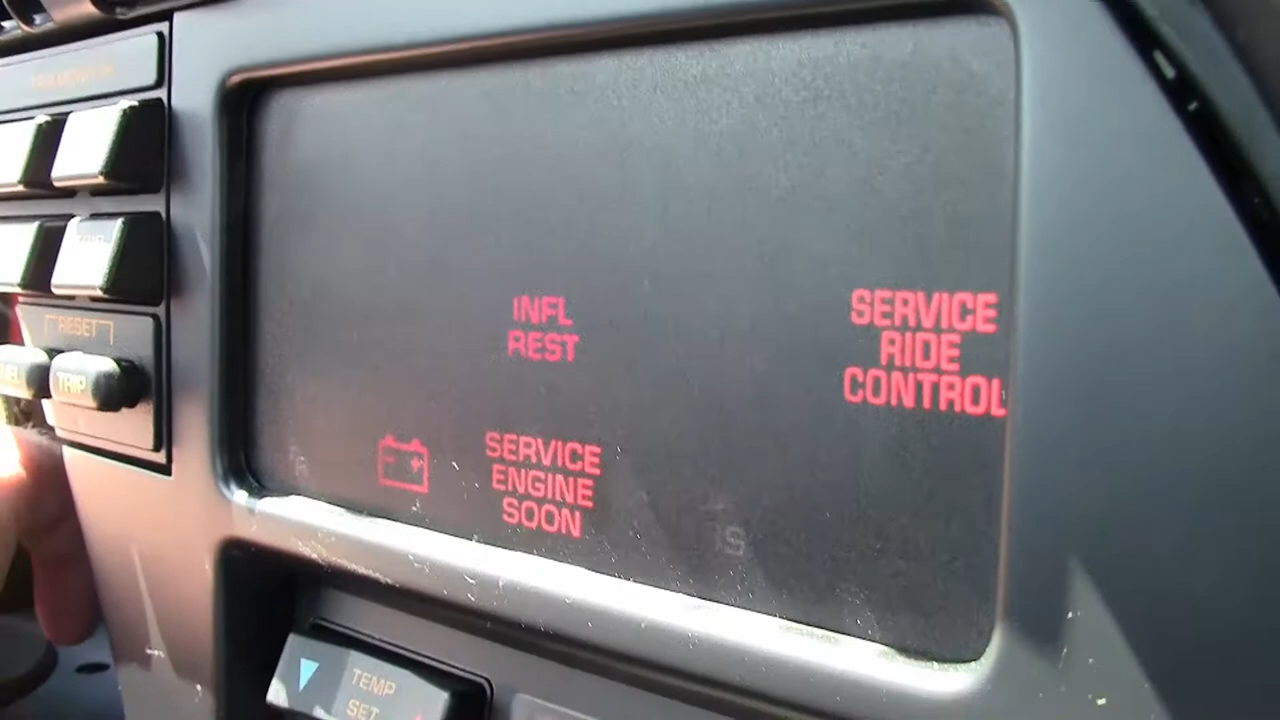 RESET
TRIP
INFL
REST
SERVICE
RIDE
CONTROL
SERVICE
ENGINE
SOON
TEMP
SET